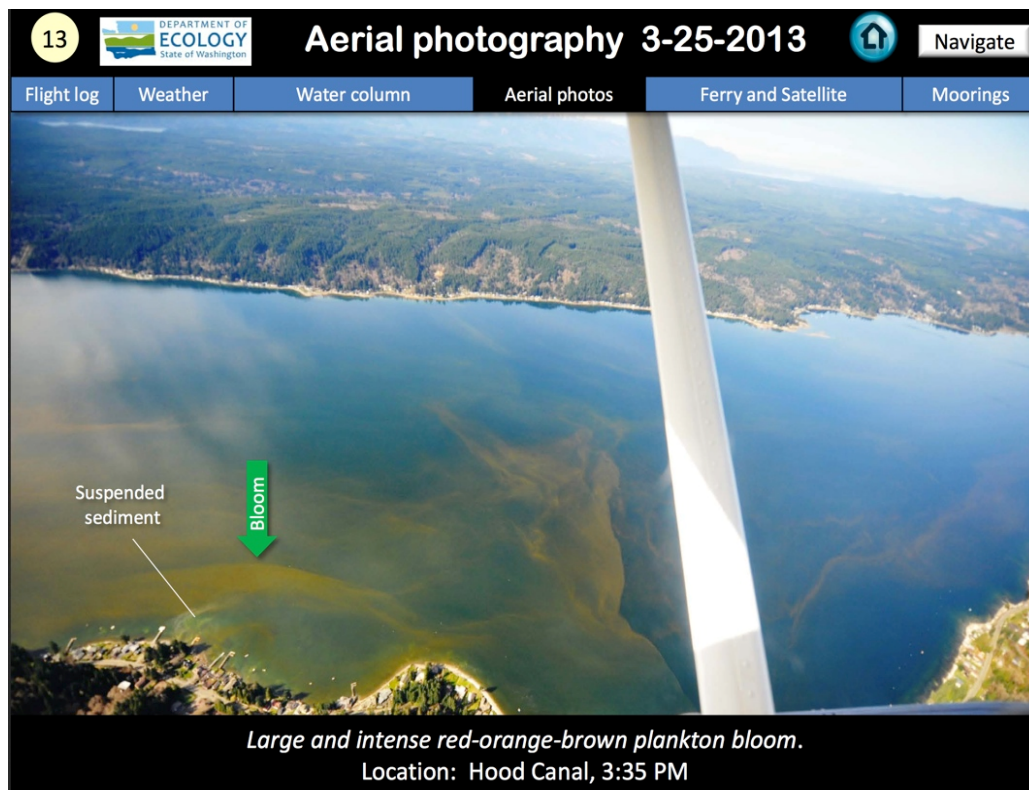 13
DEPARTMENT OF
ECOLOGY
State of Washington
Aerial photography 3-25-2013
Navigate
Flight log
Weather
Water column
Aerial photos
Ferry and Satellite
Moorings
Suspended
sediment
Bloom
Large and intense red-orange-brown plankton bloom.
Location: Hood Canal, 3:35 PM